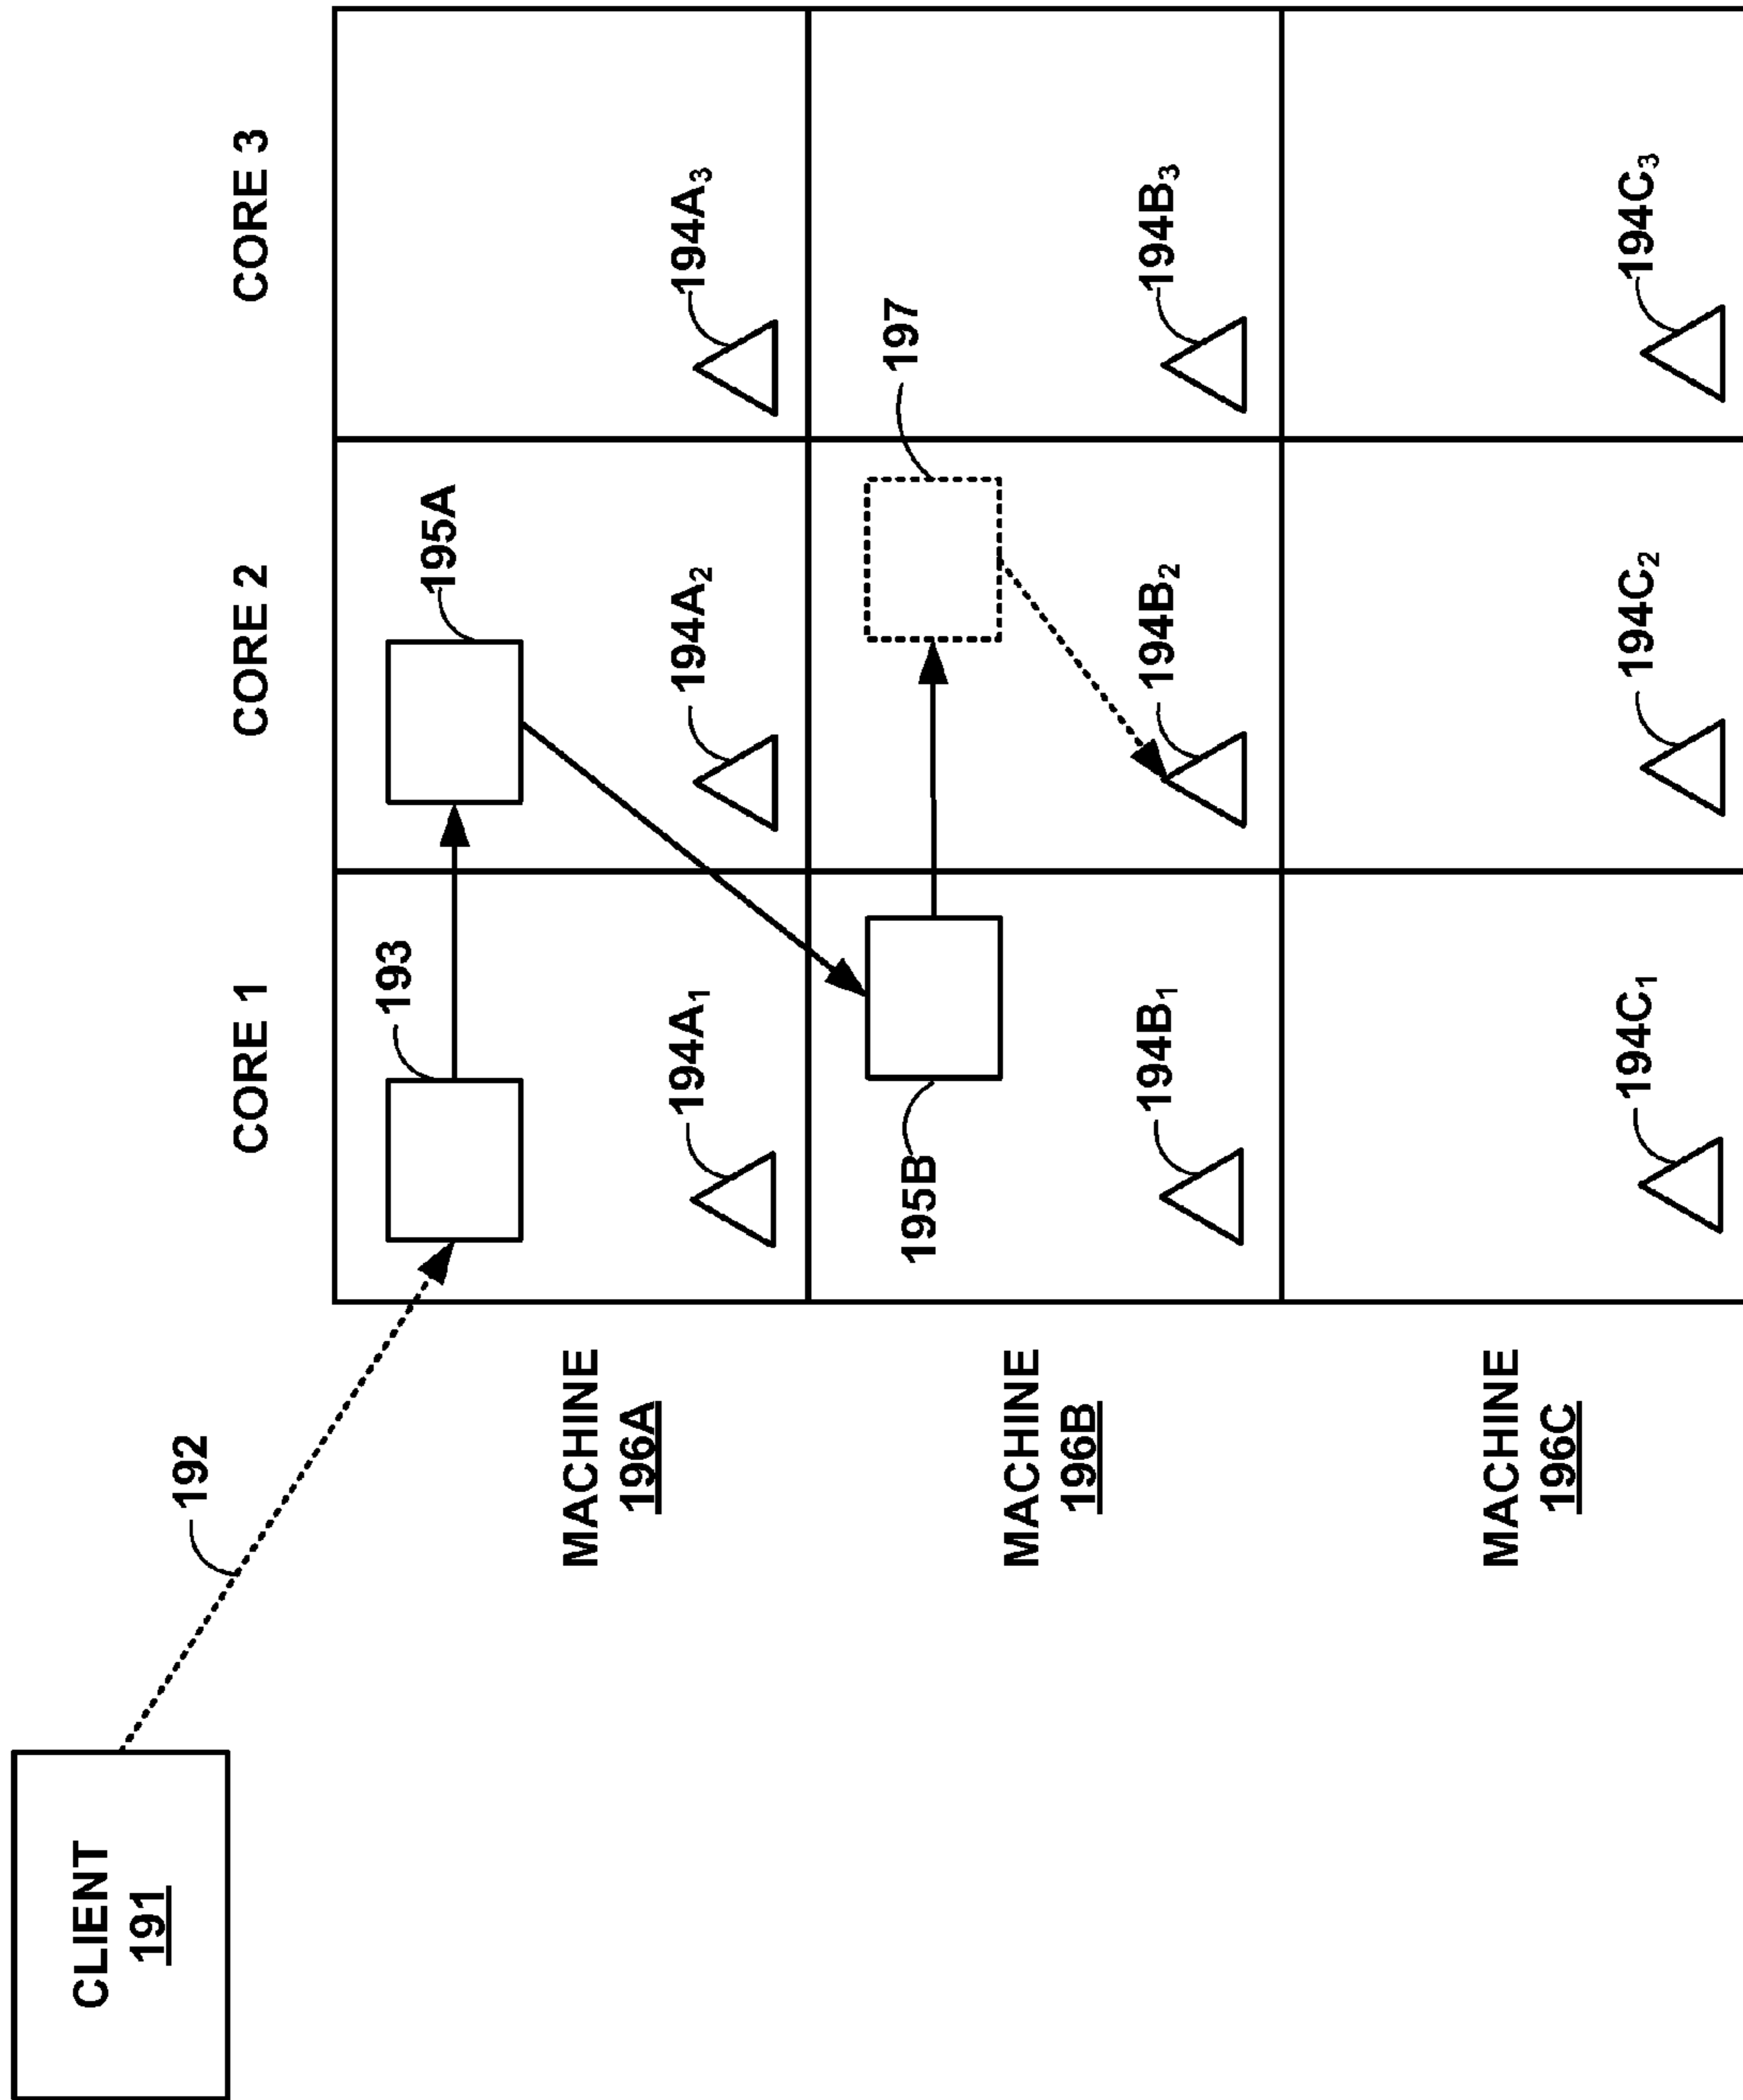 CLIENT
191
192
CORE 1
CORE 2
CORE 3
MACHINE
196A
193
195A
194A₁
194A₂
194A₃
MACHINE
196B
195B
197
194B₁
194B₂
194B₃
MACHINE
196C
194C₁
194C₂
194C₃